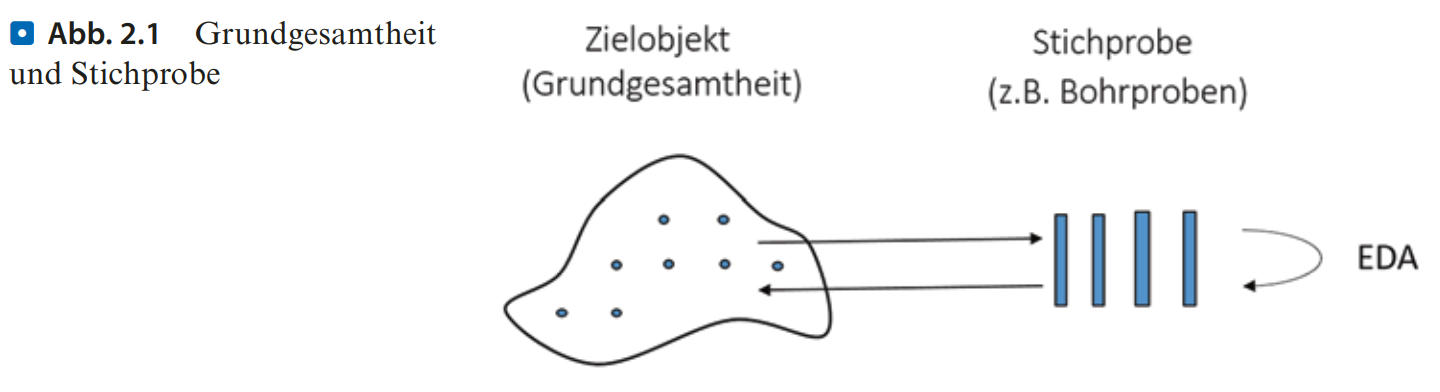 Abb. 2.1 Grundgesamtheit
und Stichprobe
Zielobjekt
(Grundgesamtheit)
Stichprobe
(z.B. Bohrproben)
EDA